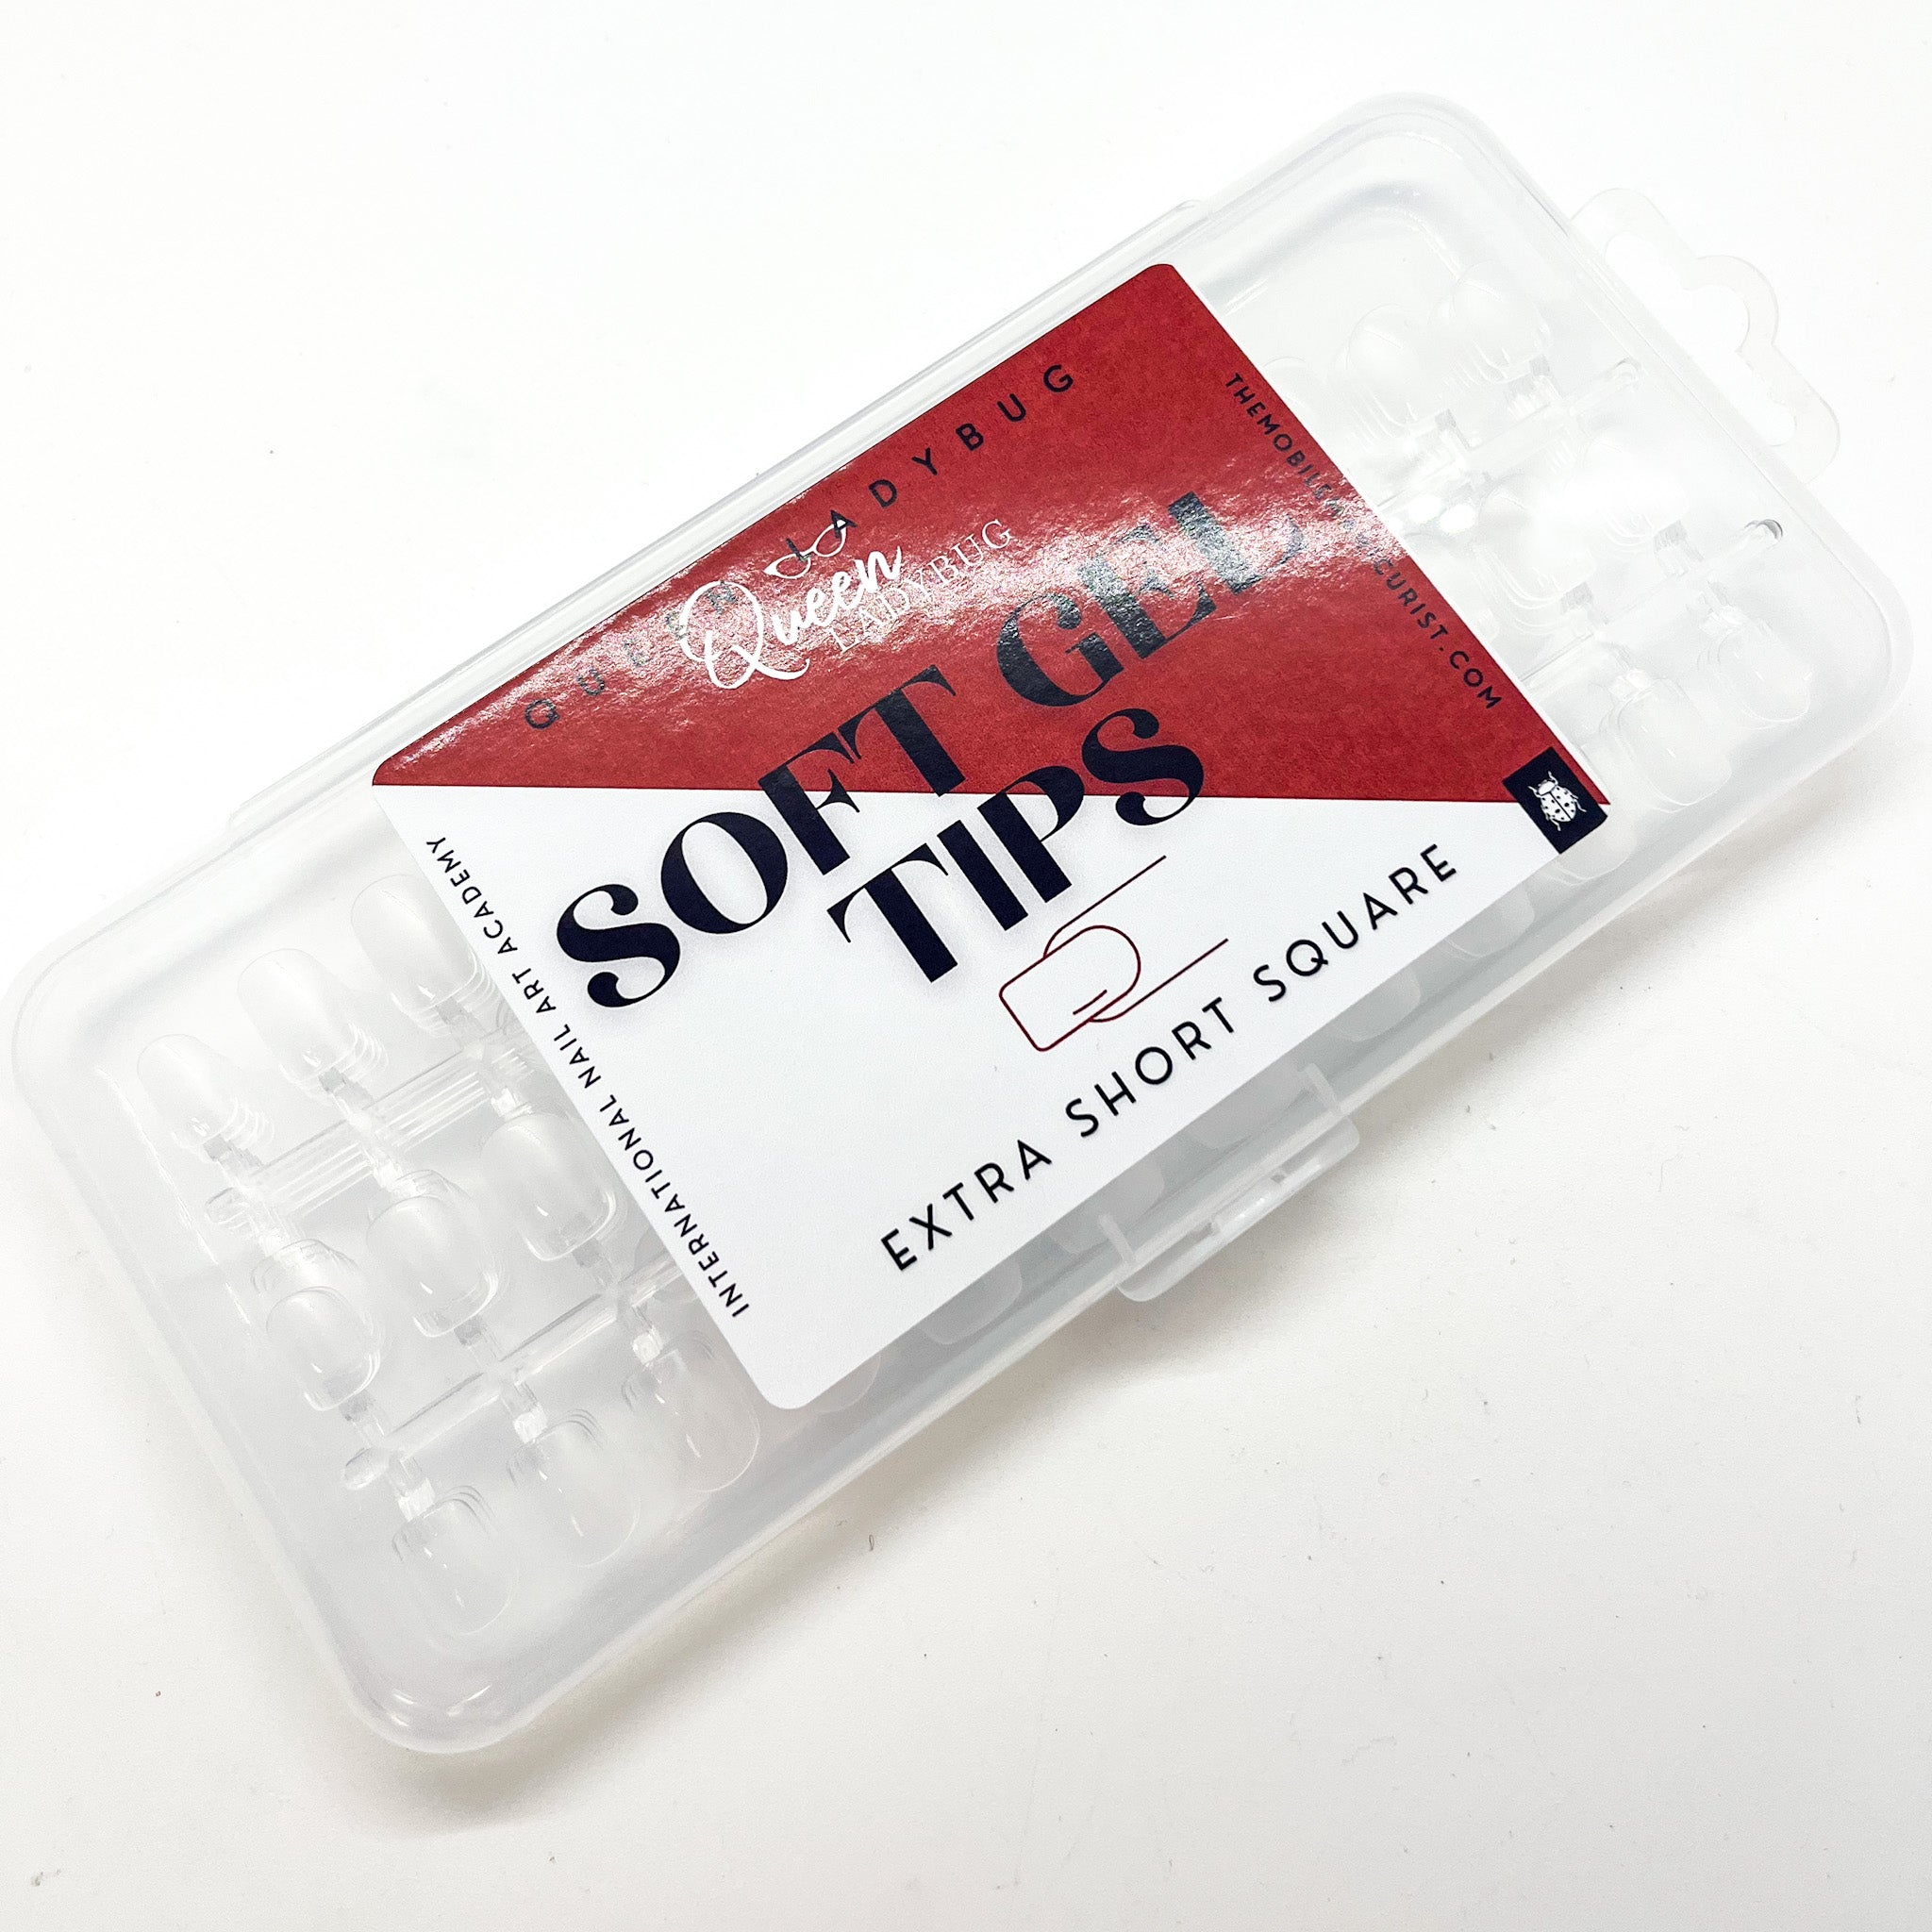 QUEEN LADYBUG
Queen
LADYBUG
SOFT GEL
TIPS
EXTRA SHORT SQUARE
INTERNATIONAL NAIL ART ACADEMY